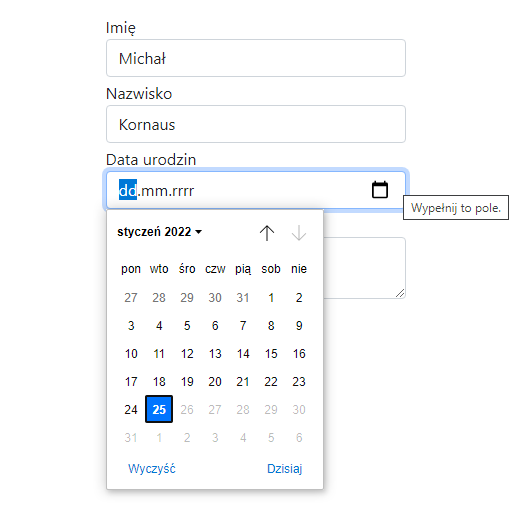 Imię
Michał
Nazwisko
Kornaus
Data urodzin
dd.mm.rrrr
Wypełnij to pole.
styczeń 2022
pon wto śro czw pią sob nie
27 28 29 30 31 1 2
3 4 5 6 7 8 9
10 11 12 13 14 15 16
17 18 19 20 21 22 23
24 25 26 27 28 29 30
31 1 2 3 4 5 6
Wyczyść Dzisiaj